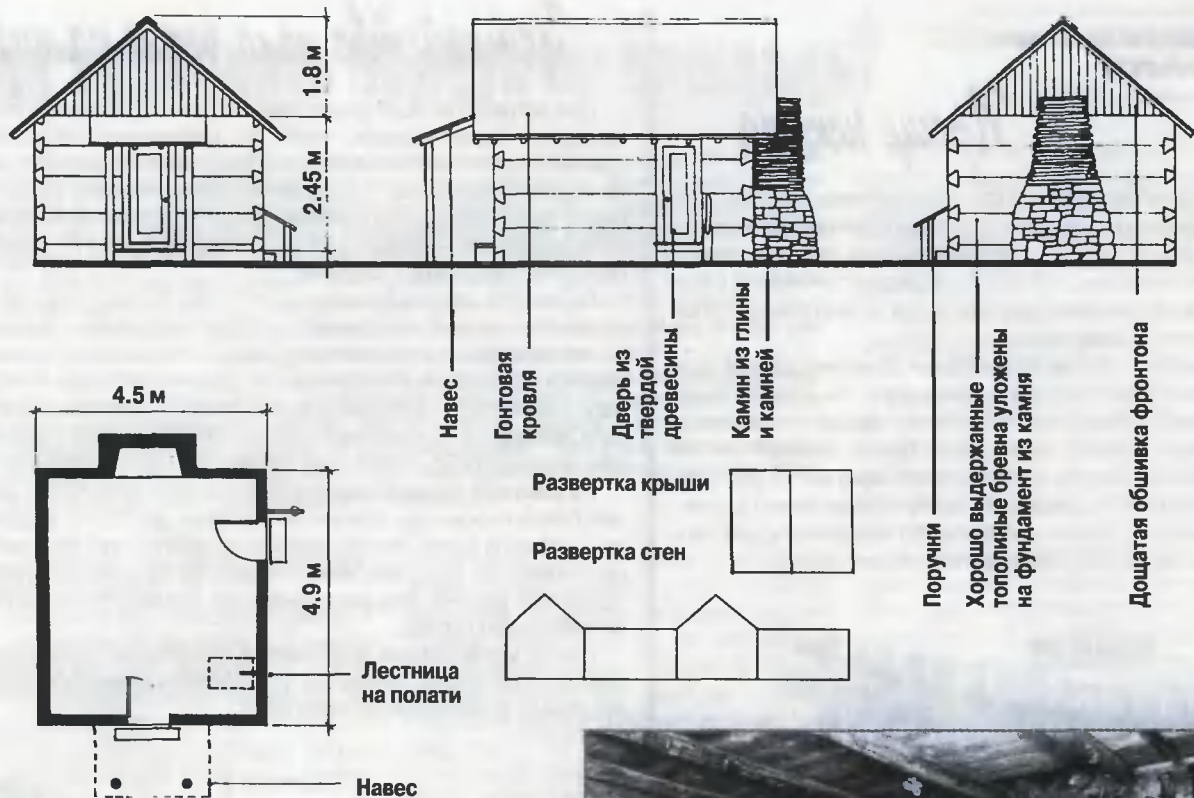 1.8 м
2.45 м
Навес
Гонтовая
кровля
Дверь из
твердой
древесины
Камин из глины
и камней
Поручни
Хорошо выдержанные
тополиные бревна уложены
на фундамент из камня
Дощатая обшивка фронтона
4.5 м
4.9 м
Развертка крыши
Развертка стен
Лестница
на полати
Навес